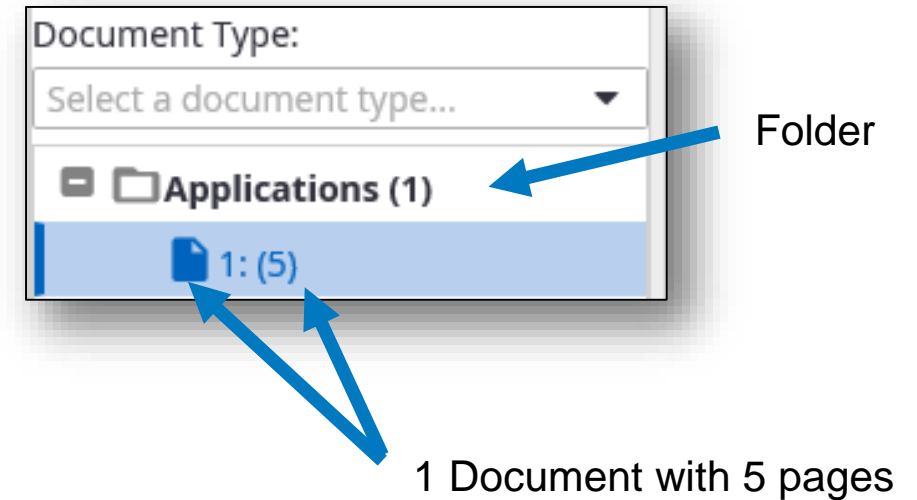 Document Type:
Select a document type...
Folder
Applications (1)
1: (5)
1 Document with 5 pages